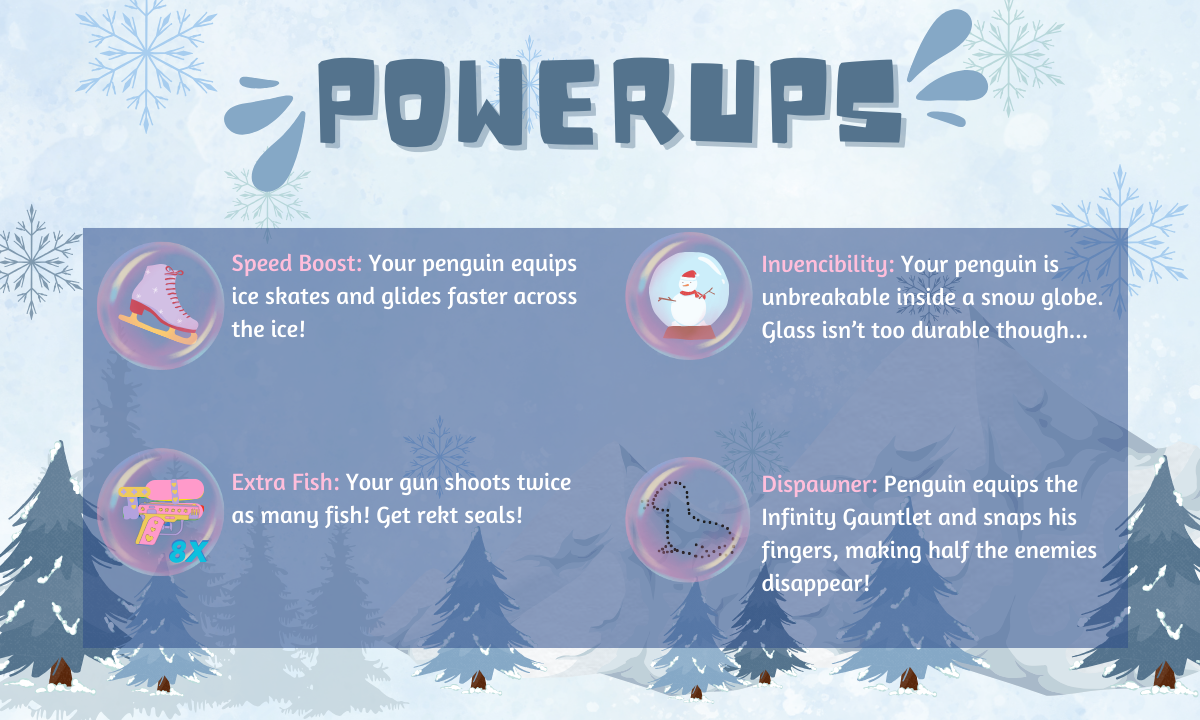 POWERUPS
Speed Boost: Your penguin equips
ice skates and glides faster across
the ice!
Invencibility: Your penguin is
unbreakable inside a snow globe.
Glass isn't too durable though...
Extra Fish: Your gun shoots twice
as many fish! Get rekt seals!
8X
Dispawner: Penguin equips the
Infinity Gauntlet and snaps his
fingers, making half the enemies
disappear!